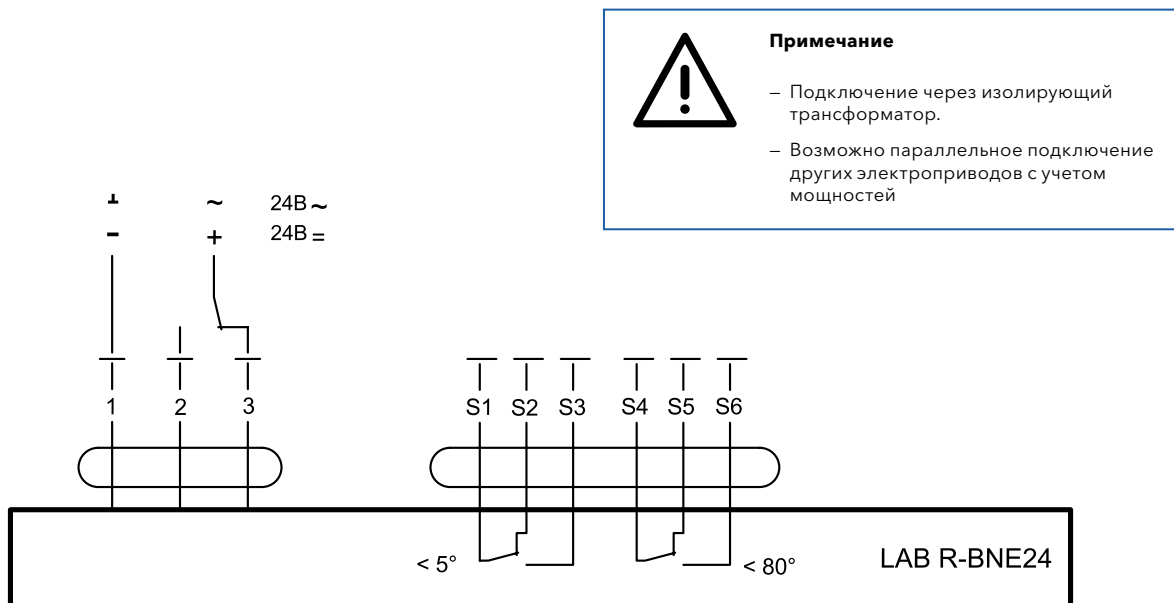 Примечание
– Подключение через изолирующий
трансформатор.
– Возможно параллельное подключение
других электроприводов с учетом
мощностей
⊥ ~ 24В ~
- + 24В =
1 2 3 S1 S2 S3 S4 S5 S6
< 5° < 80° LAB R-BNE24